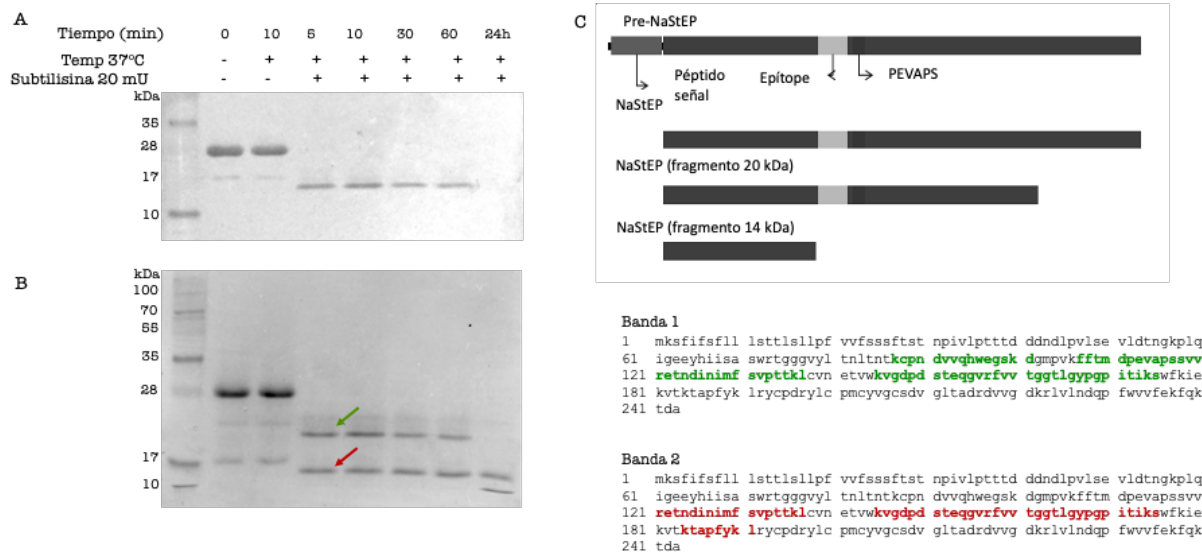 A
Tiempo (min) 0 10 5 10 30 60 24h
Temp 37°C - + + + + + +
Subtilisina 20 mU - - + + + + +
kDa
35
28
17
10
B
kDa
100
70
55
35
28
17
10
C
Pre-NaStEP
Péptido señal
Epítope
PEVAPS
NaStEP
NaStEP (fragmento 20 kDa)
NaStEP (fragmento 14 kDa)
Banda 1
1 mksfifsfll lsttlsllpf vvfsssftst npivlptttd ddndlpvlse vldtngkplq
61 igeeyhiisa swrtgggvyl tnltntkcpn dvvqhwegsk dgmpvkfftm dpevapssvv
121 retndinimf svpttklcvn etvwkvgdpd steqggvrfvv tggtlgypgp itikswfkie
181 kvtktapfyk lrycpdrylc pmcyvgcsdv gltadrdvvg dkrlvlndqp fwvvfekfqk
241 tda
Banda 2
1 mksfifsfll lsttlsllpf vvfsssftst npivlptttd ddndlpvlse vldtngkplq
61 igeeyhiisa swrtgggvyl tnltntkcpn dvvqhwegsk dgmpvkfftm dpevapssvv
121 retndinimf svpttklcvn etvwkvgdpd steqggvrfvv tggtlgypgp itikswfkie
181 kvtktapfyk lrycpdrylc pmcyvgcsdv gltadrdvvg dkrlvlndqp fwvvfekfqk
241 tda